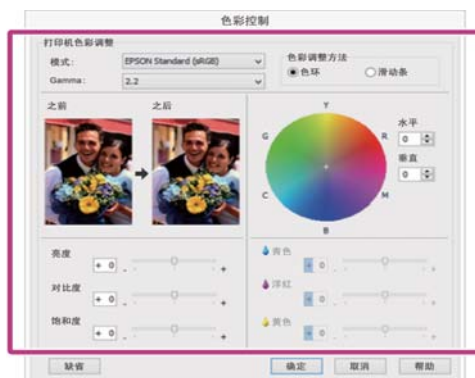 色彩控制
打印机色彩调整
模式: EPSON Standard (sRGB)
Gamma: 2.2
色彩调整方法
色环 滑动条
之前 之后
Y
G R
C M
B
水平
0
垂直
0
亮度
+ 0 - +
对比度
+ 0 - +
饱和度
+ 0 - +
青色
+ 0 - +
洋红
+ 0 - +
黄色
+ 0 - +
缺省 确定 取消 帮助